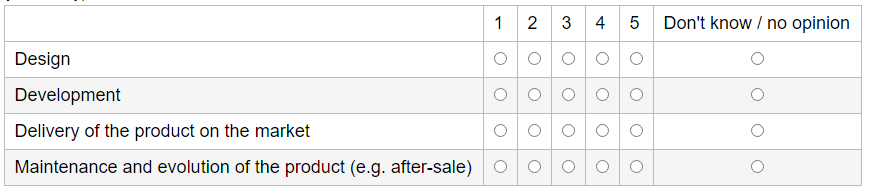 1 2 3 4 5 Don't know / no opinion
Design
Development
Delivery of the product on the market
Maintenance and evolution of the product (e.g. after-sale)